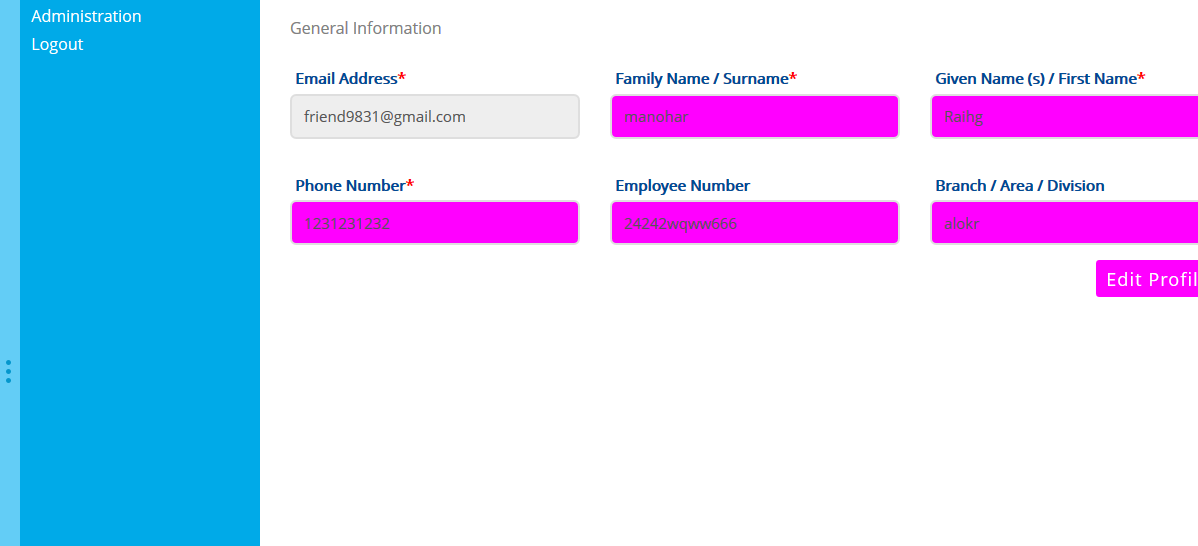 Administration
Logout
General Information
Email Address*
Family Name / Surname*
Given Name (s) / First Name*
friend9831@gmail.com
manohar
Raihg
Phone Number*
Employee Number
Branch / Area / Division
1231231232
24242wqww666
alokr
Edit Profil